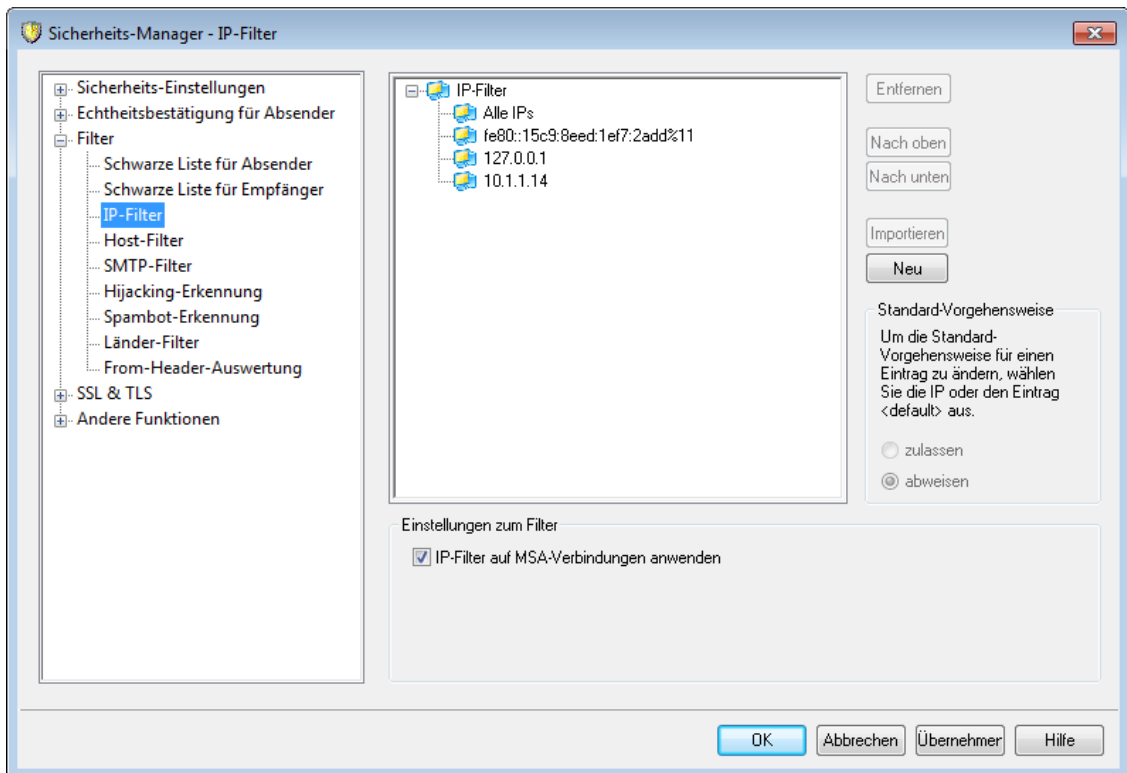 Sicherheits-Manager - IP-Filter
Sicherheits-Einstellungen
Echtheitsbestätigung für Absender
Filter
Schwarze Liste für Absender
Schwarze Liste für Empfänger
IP-Filter
Host-Filter
SMTP-Filter
Hijacking-Erkennung
Spambot-Erkennung
Länder-Filter
From-Header-Auswertung
SSL & TLS
Andere Funktionen
IP-Filter
Alle IPs
fe80::15c9:8eed:1ef7:2add%11
127.0.0.1
10.1.1.14
Entfernen
Nach oben
Nach unten
Importieren
Neu
Standard-Vorgehensweise
Um die Standard-
Vorgehensweise für einen
Eintrag zu ändern, wählen
Sie die IP oder den Eintrag
<default> aus.
zulassen
abweisen
Einstellungen zum Filter
IP-Filter auf MSA-Verbindungen anwenden
OK
Abbrechen
Übernehmer
Hilfe